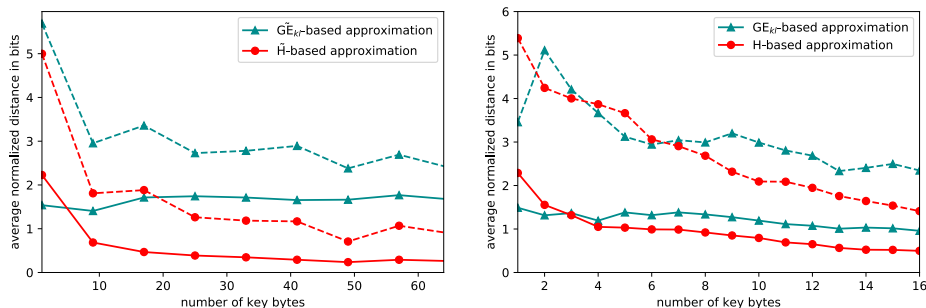 G̃E_kl-based approximation
H̃-based approximation
average normalized distance in bits
5
4
3
2
1
0
10 20 30 40 50 60
number of key bytes
GE_kl-based approximation
H-based approximation
average normalized distance in bits
6
5
4
3
2
1
0
2 4 6 8 10 12 14 16
number of key bytes